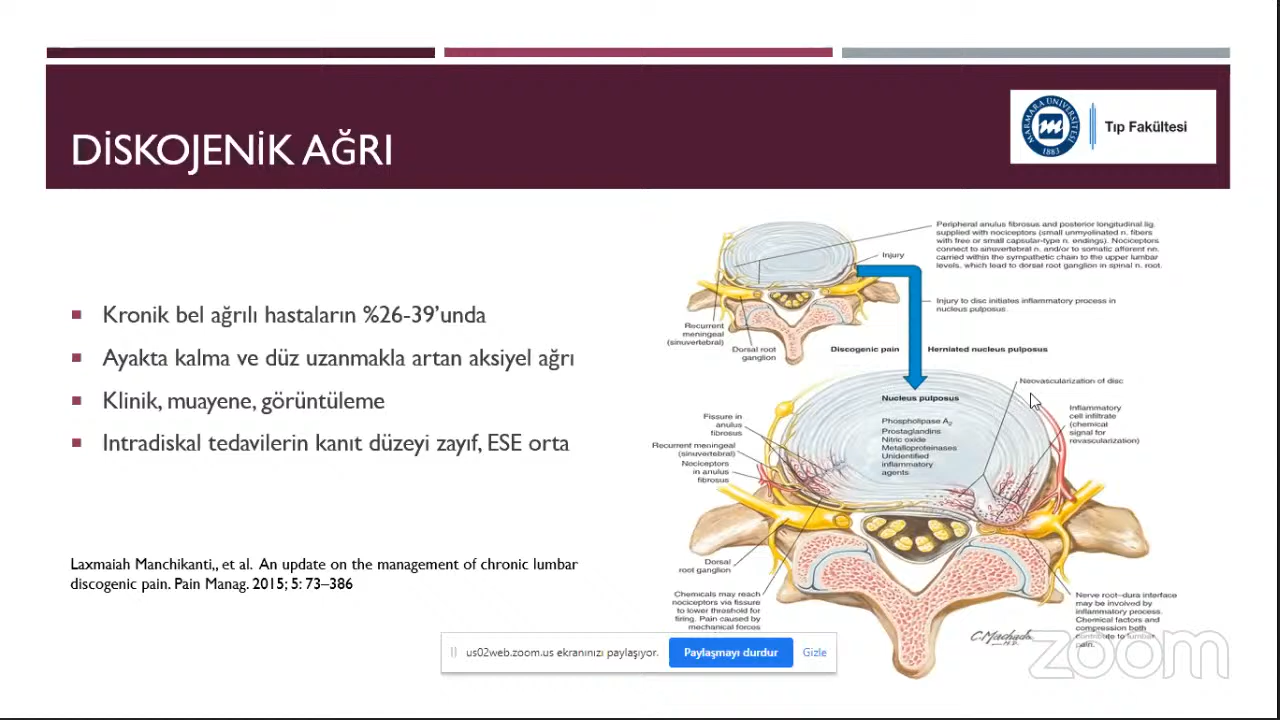 DİSKOJENİK AĞRI
MARMARA ÜNİVERSİTESİ
1883
Tıp Fakültesi
Kronik bel ağrılı hastaların %26-39’unda
Ayakta kalma ve düz uzanmakla artan aksiyel ağrı
Klinik, muayene, görüntüleme
Intradiskal tedavilerin kanıt düzeyi zayıf, ESE orta
Laxmaiah Manchikanti,, et al. An update on the management of chronic lumbar
discogenic pain. Pain Manag. 2015; 5: 73–386
Peripheral anulus fibrosus and posterior longitudinal lig.
supplied with nociceptors (small unmyelinated n. fibers
with free or small capsular-type n. endings). Nociceptors
connect to sinuvertebral n. and/or to somatic afferent nn.
carried within the sympathetic chain to the upper lumbar
levels, which lead to dorsal root ganglion in spinal n. root.
Injury
Injury to disc initiates inflammatory process in
nucleus pulposus.
Recurrent
meningeal
(sinuvertebral)
Dorsal root
ganglion
Discogenic pain
Herniated nucleus pulposus
Neovascularization of disc
Nucleus pulposus
Phospholipase A2
Prostaglandins
Nitric oxide
Metalloproteinases
Unidentified
inflammatory
agents
Inflammatory
cell infiltrate
(chemical
signal for
revascularization)
Fissure in
anulus
fibrosus
Recurrent meningeal
(sinuvertebral)
Nociceptors
in anulus
fibrosus
Dorsal
root ganglion
Chemicals may reach
nociceptors via fissure
to lower threshold for
firing. Pain caused by
mechanical forces
Nerve root–dura interface
may be involved by
inflammatory process.
Chemical factors and
compression both
contribute to lumbar
pain.
C.Machado
M.D.
us02web.zoom.us ekranınızı paylaşıyor.
Paylaşmayı durdur
Gizle
zoom